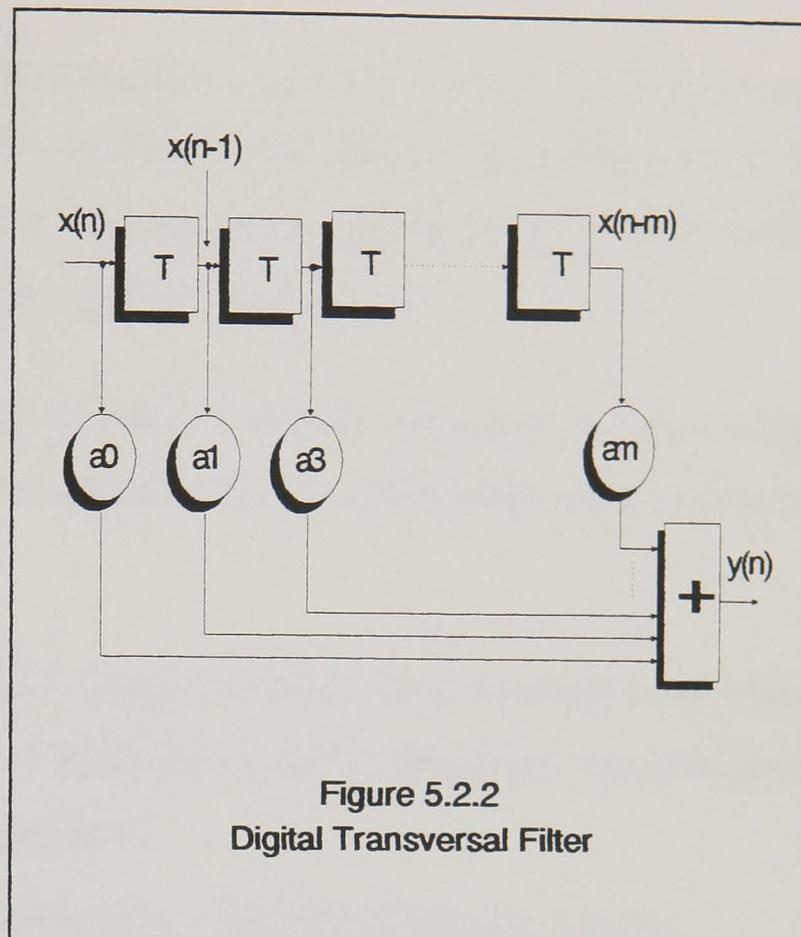 x(n-1)
x(n) T T T T x(n-m)
a0 a1 a3 am
+ y(n)
Figure 5.2.2
Digital Transversal Filter